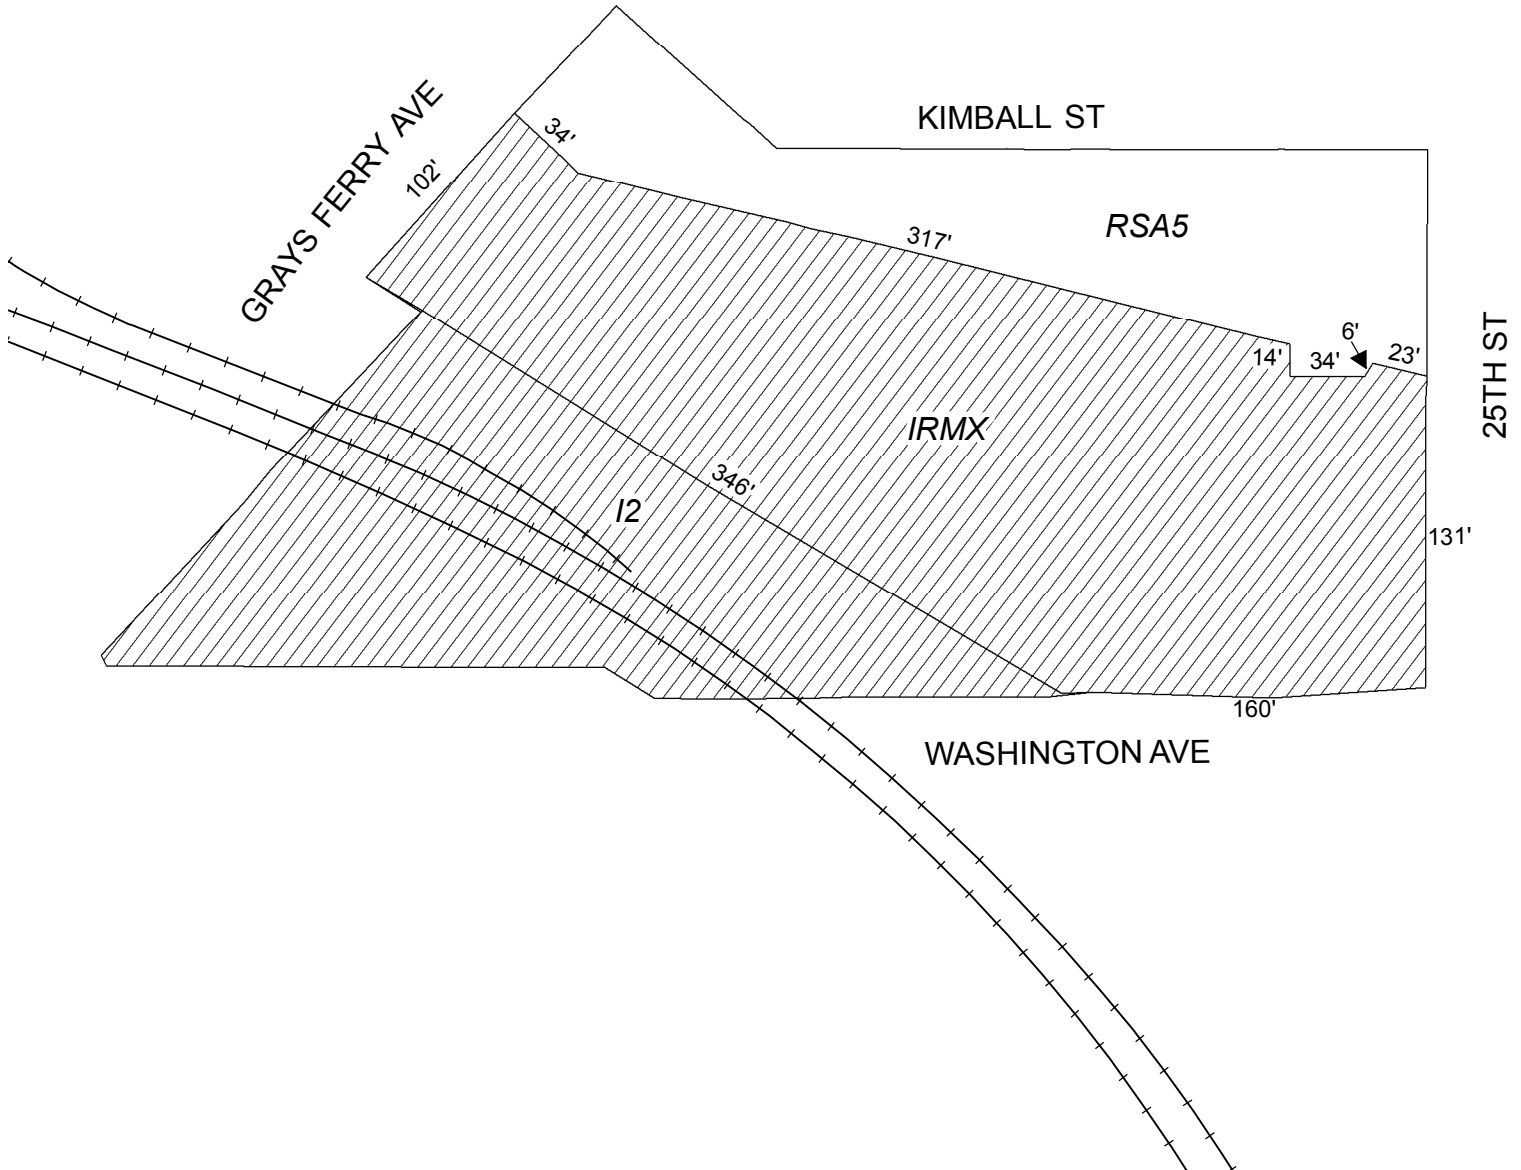 GRAYS FERRY AVE
KIMBALL ST
34'
102'
RSA5
317'
6'
14'
34'
23'
25TH ST
IRMX
346'
I2
131'
160'
WASHINGTON AVE